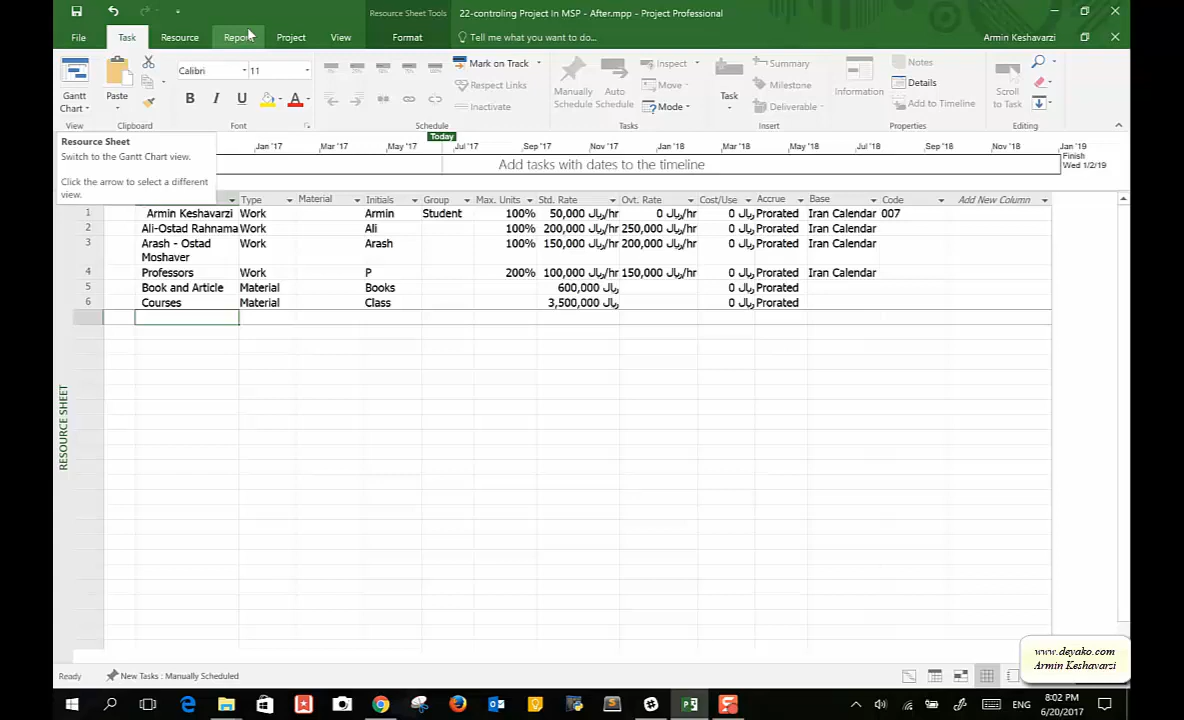 Resource Sheet Tools
22-controling Project In MSP - After.mpp - Project Professional
File Task Resource Report Project View Format Tell me what you want to do... Armin Keshavarzi
Calibri 11 Mark on Track Inspect Summary Notes
Respect Links Move Milestone Details
Gantt Chart Paste B I U A Inactivate Manually Schedule Auto Schedule Mode Task Deliverable Information Add to Timeline Scroll to Task
View Clipboard Font Schedule Tasks Insert Properties Editing
Today
Resource Sheet
Switch to the Gantt Chart view.
Click the arrow to select a different view.
Jan '17 Mar '17 May '17 Jul '17 Sep '17 Nov '17 Jan '18 Mar '18 May '18 Jul '18 Sep '18 Nov '18 Jan '19
Add tasks with dates to the timeline
Finish
Wed 1/2/19
Type Material Initials Group Max. Units Std. Rate Ovt. Rate Cost/Use Accrue Base Code Add New Column
1 Armin Keshavarzi Work Armin Student 100% 50,000 ریال/hr 0 ریال/hr 0 ریال Prorated Iran Calendar 007
2 Ali-Ostad Rahnama Work Ali 100% 200,000 ریال/hr 250,000 ریال/hr 0 ریال Prorated Iran Calendar
3 Arash - Ostad Moshaver Work Arash 100% 150,000 ریال/hr 200,000 ریال/hr 0 ریال Prorated Iran Calendar
4 Professors Work P 200% 100,000 ریال/hr 150,000 ریال/hr 0 ریال Prorated Iran Calendar
5 Book and Article Material Books 600,000 ریال 0 ریال Prorated
6 Courses Material Class 3,500,000 ریال 0 ریال Prorated
RESOURCE SHEET
www.deyako.com
Armin Keshavarzi
Ready New Tasks : Manually Scheduled
ENG
8:02 PM
6/20/2017